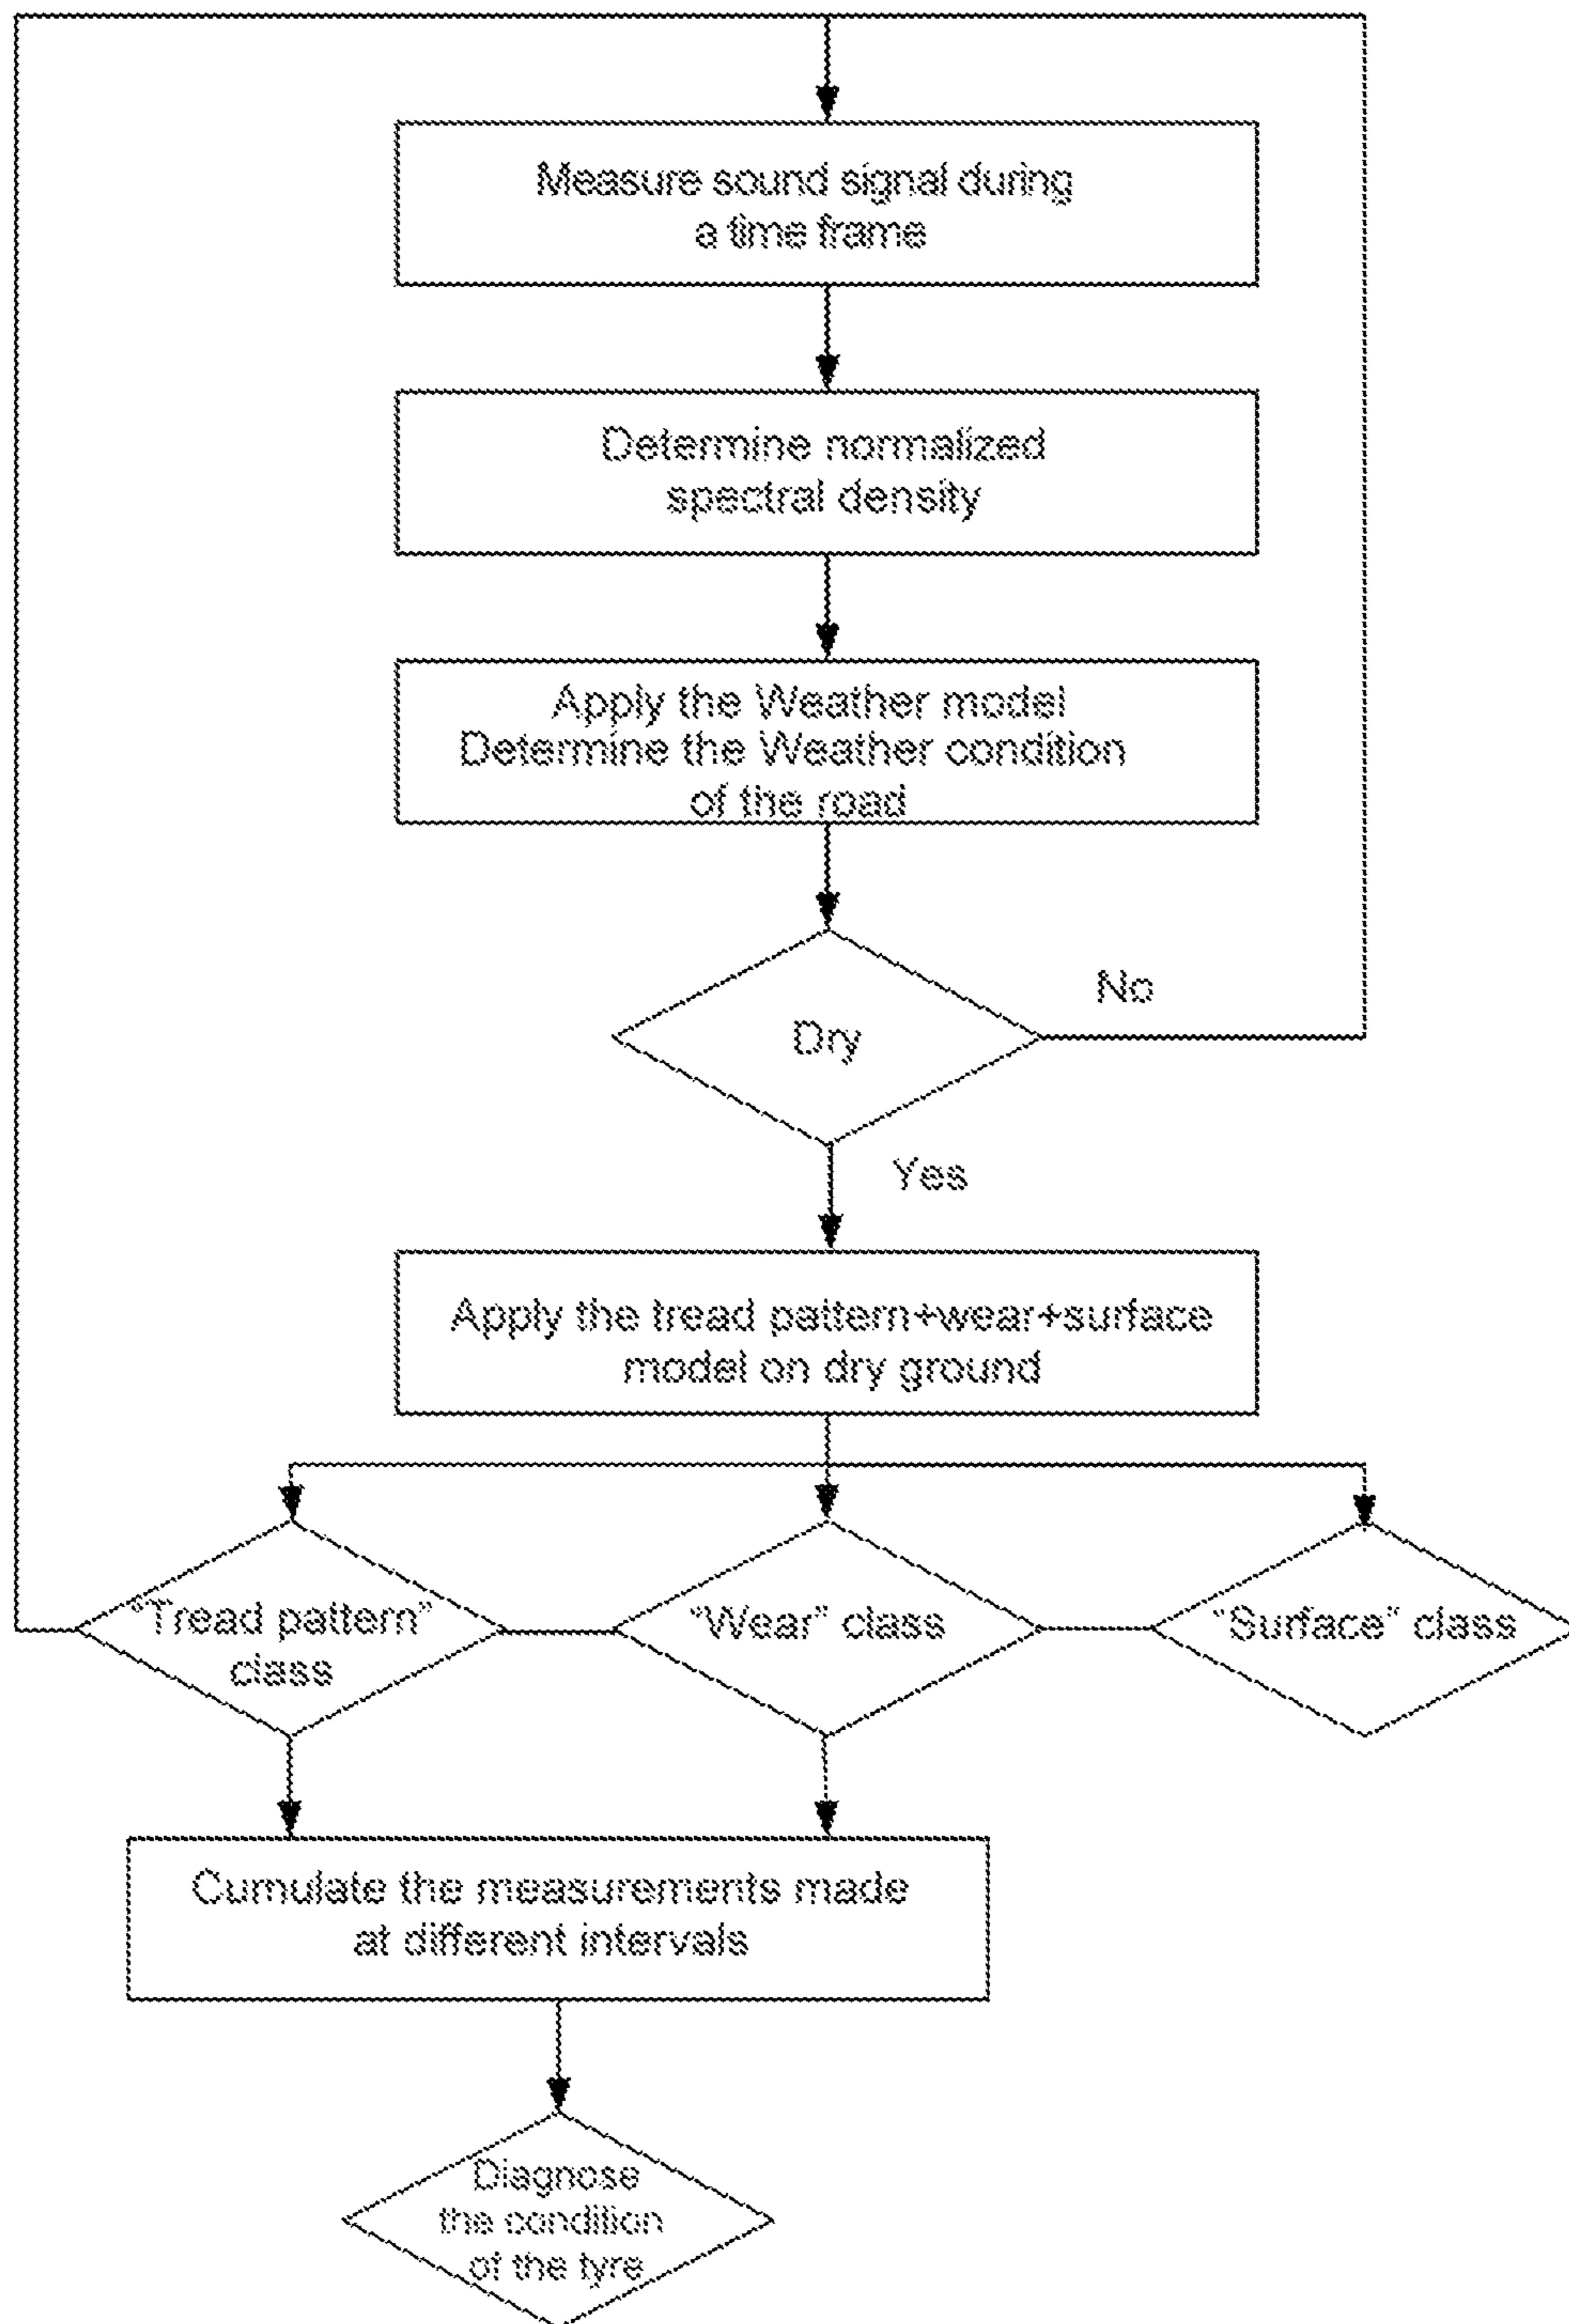 Measure sound signal during
a time frame
Determine normalized
spectral density
Apply the Weather model
Determine the Weather condition
of the road
Dry
No
Yes
Apply the tread pattern+wear+surface
model on dry ground
“Tread pattern”
class
“Wear” class
“Surface” class
Cumulate the measurements made
at different intervals
Diagnose
the condition
of the tyre